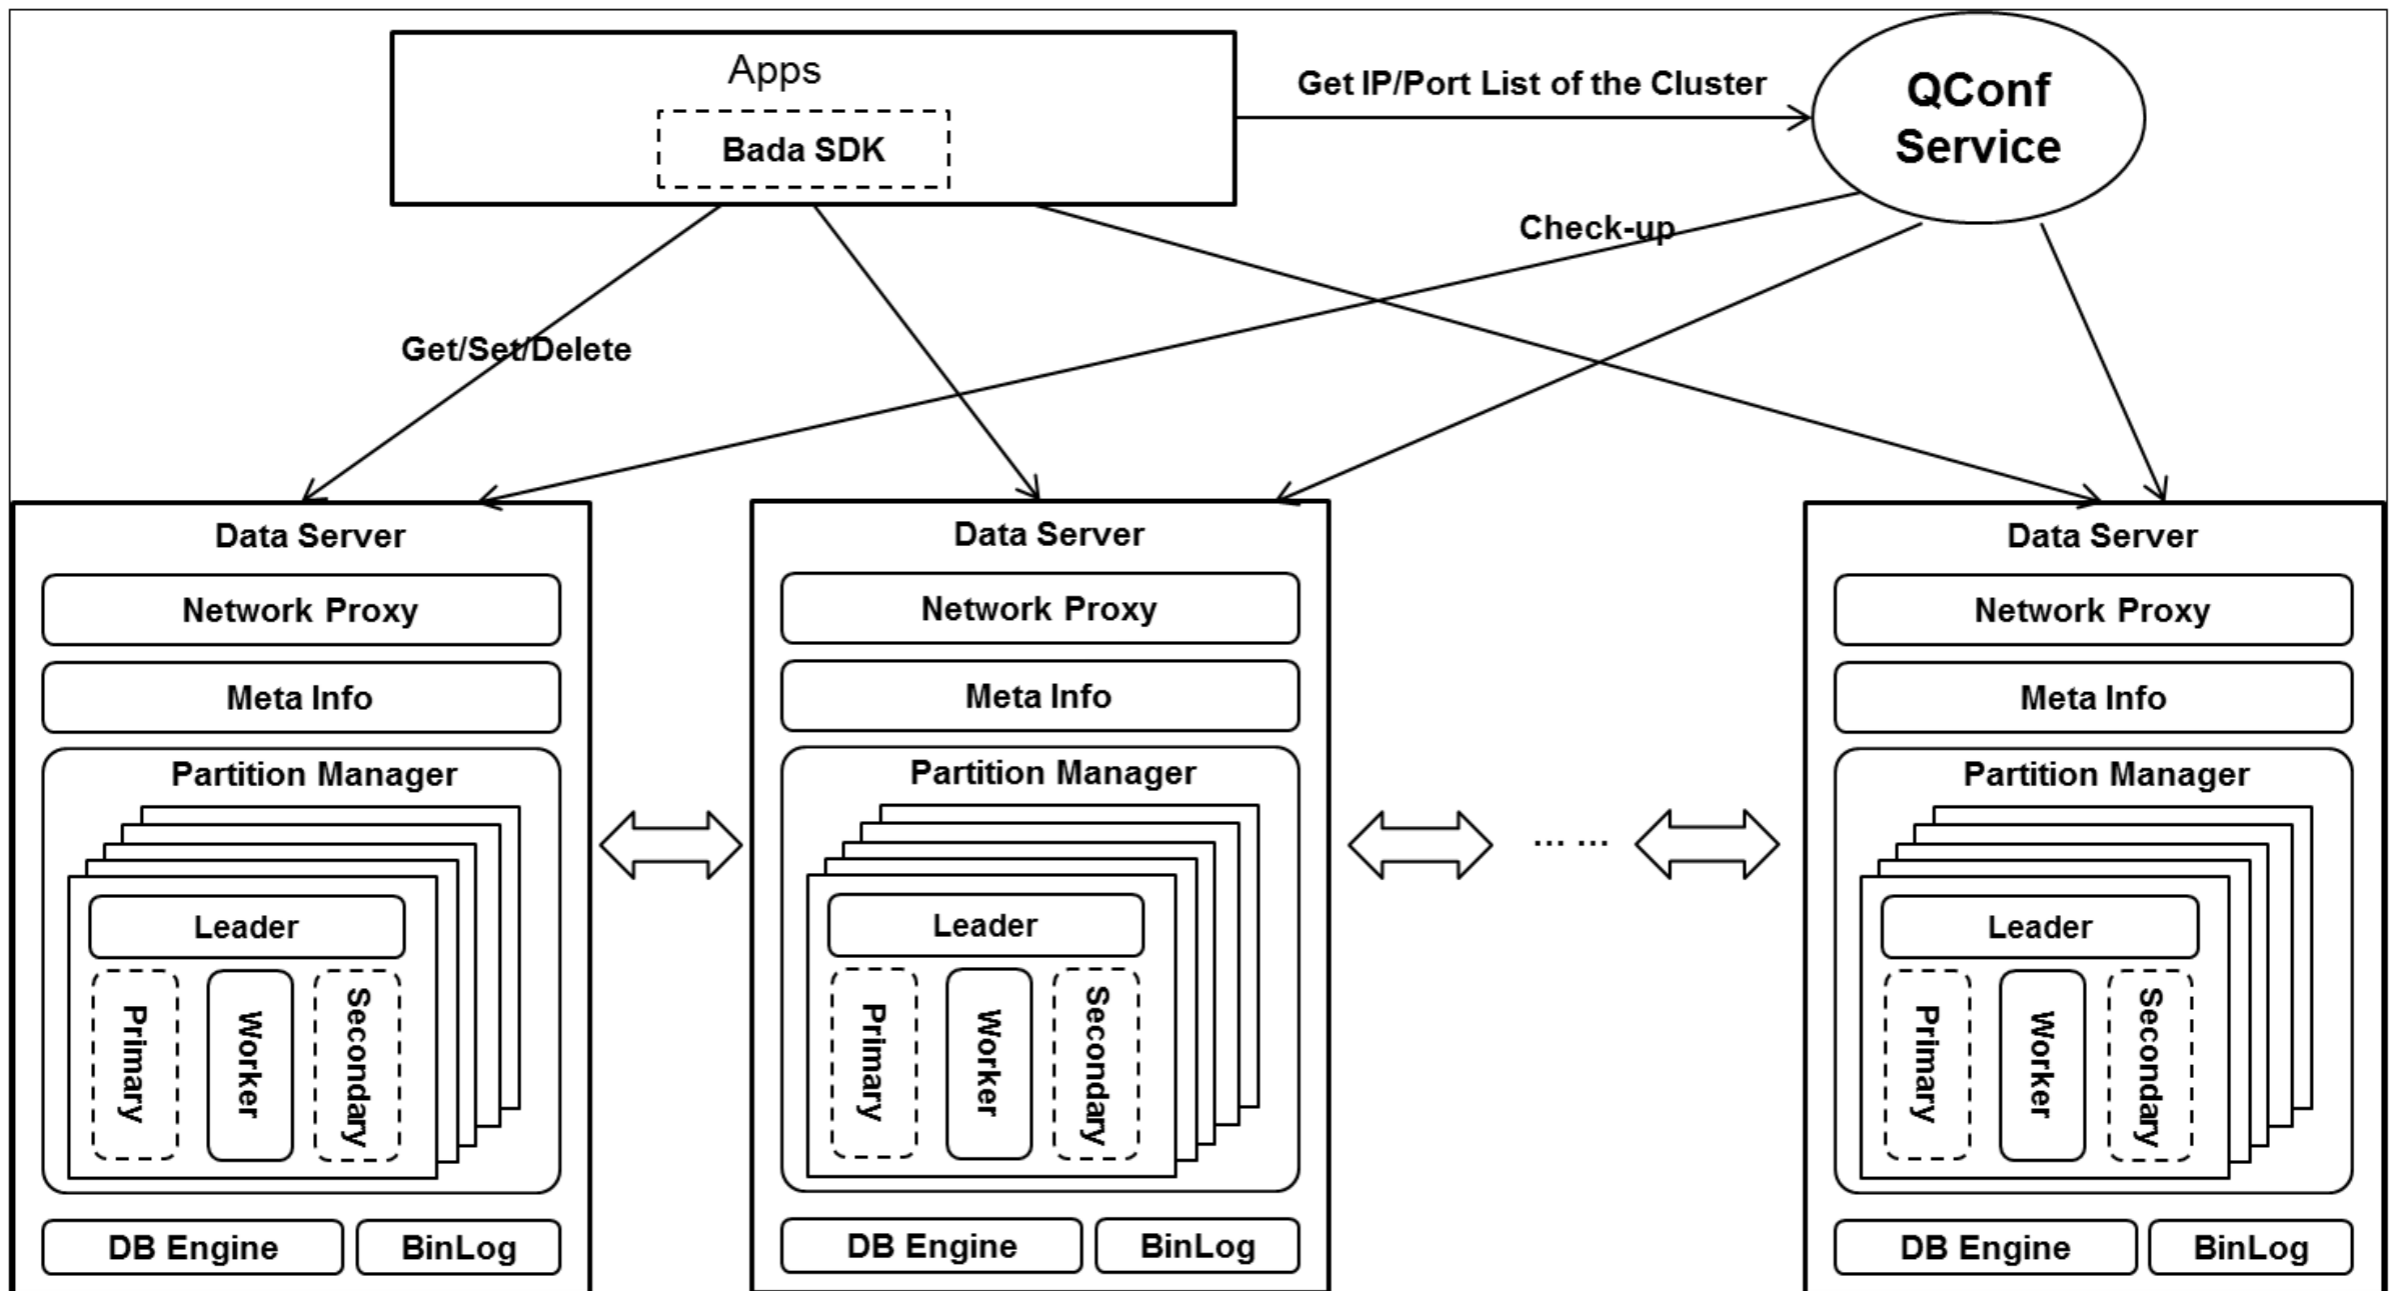 Apps
Bada SDK
Get IP/Port List of the Cluster
QConf
Service
Check-up
Get/Set/Delete
Data Server
Network Proxy
Meta Info
Partition Manager
Leader
Primary
Worker
Secondary
DB Engine
BinLog
Data Server
Network Proxy
Meta Info
Partition Manager
Leader
Primary
Worker
Secondary
DB Engine
BinLog
... ...
Data Server
Network Proxy
Meta Info
Partition Manager
Leader
Primary
Worker
Secondary
DB Engine
BinLog